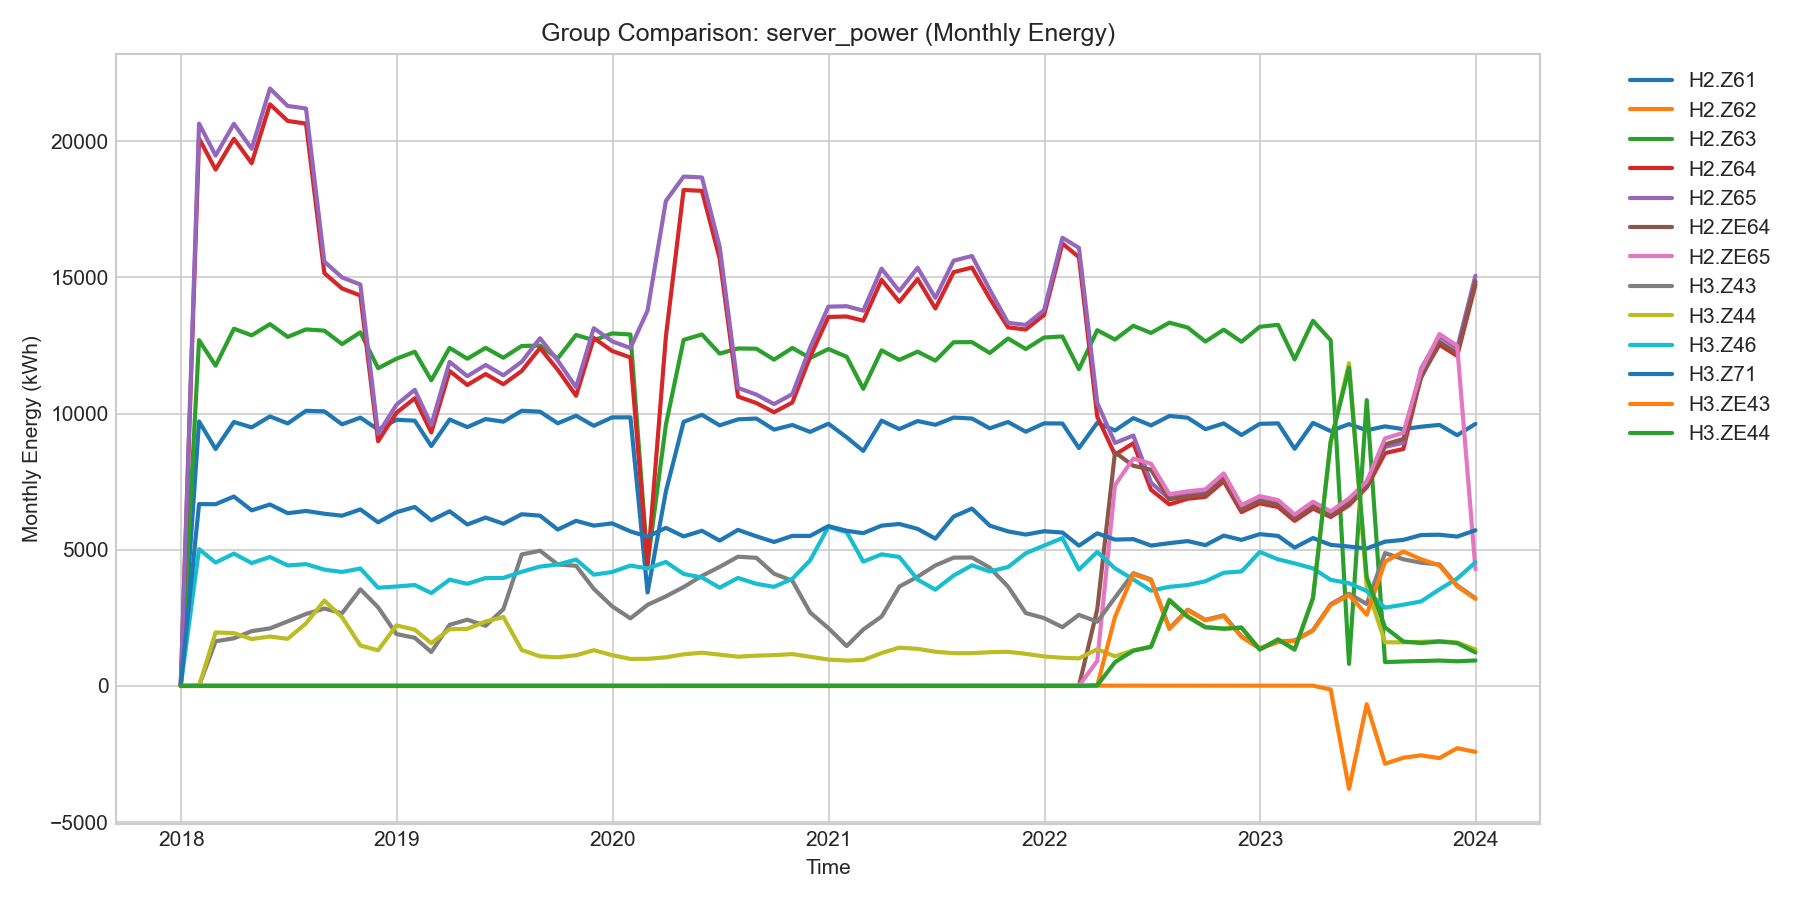 Group Comparison: server_power (Monthly Energy)
Monthly Energy (kWh)
20000
15000
10000
5000
0
−5000
2018
2019
2020
2021
2022
2023
2024
Time
H2.Z61
H2.Z62
H2.Z63
H2.Z64
H2.Z65
H2.ZE64
H2.ZE65
H3.Z43
H3.Z44
H3.Z46
H3.Z71
H3.ZE43
H3.ZE44